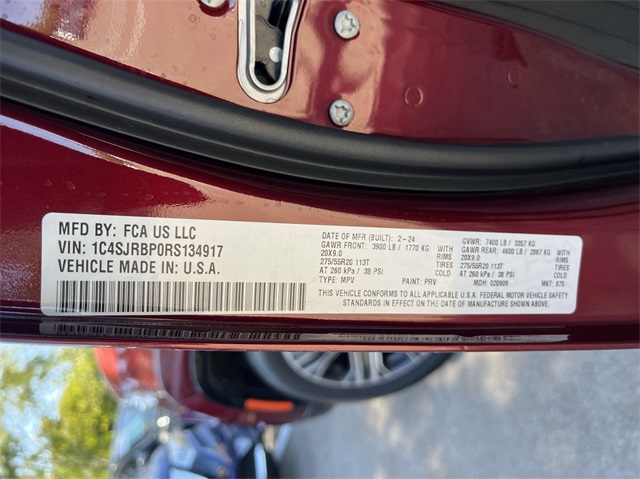 MFD BY: FCA US LLC
VIN: 1C4SJRBP0RS134917
VEHICLE MADE IN: U.S.A.
DATE OF MFR (BUILT): 2-24 GVWR: 7400 LB / 3357 KG
GAWR FRONT: 3900 LB / 1770 KG WITH GAWR REAR: 4600 LB / 2087 KG WITH
20X9.0 RIMS 20X9.0 RIMS
275/55R20 113T TIRES 275/55R20 113T TIRES
AT 260 kPa / 38 PSI COLD AT 260 kPa / 38 PSI COLD
TYPE: MPV PAINT: PRV MDH: 020909 MKT: 875
THIS VEHICLE CONFORMS TO ALL APPLICABLE U.S.A. FEDERAL MOTOR VEHICLE SAFETY
STANDARDS IN EFFECT ON THE DATE OF MANUFACTURE SHOWN ABOVE.